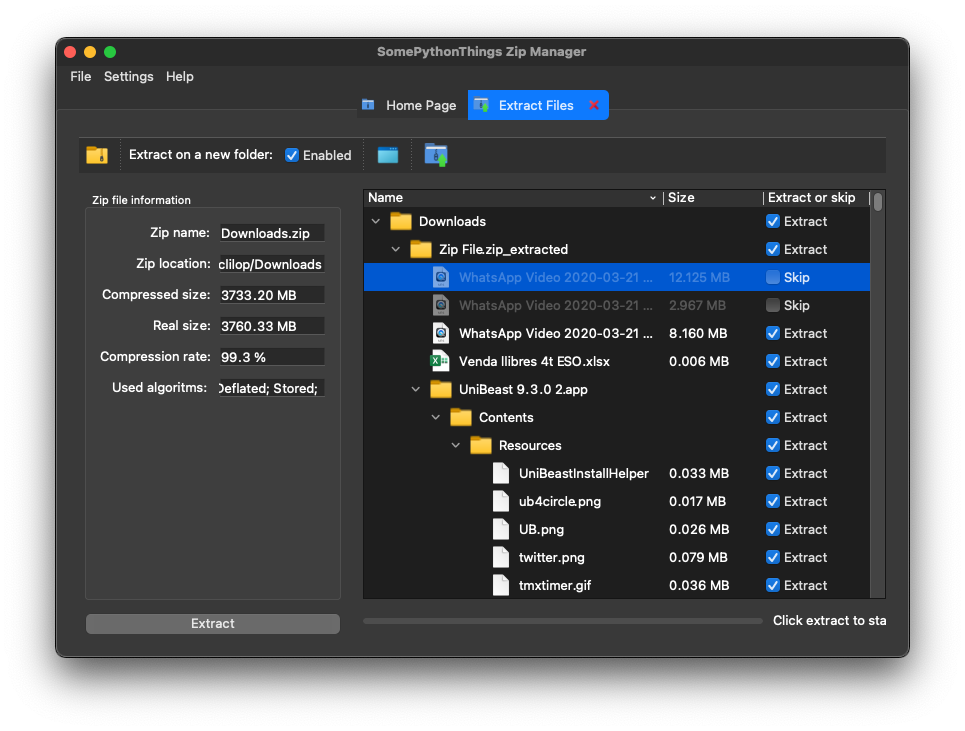 SomePythonThings Zip Manager
File Settings Help
Home Page Extract Files
Extract on a new folder: Enabled
Zip file information
Zip name: Downloads.zip
Zip location: clilop/Downloads
Compressed size: 3733.20 MB
Real size: 3760.33 MB
Compression rate: 99.3 %
Used algoritms: Deflated; Stored;
Extract
Name Size Extract or skip
Downloads Extract
Zip File.zip_extracted Extract
WhatsApp Video 2020-03-21 ... 12.125 MB Skip
WhatsApp Video 2020-03-21 ... 2.967 MB Skip
WhatsApp Video 2020-03-21 ... 8.160 MB Extract
Venda llibres 4t ESO.xlsx 0.006 MB Extract
UniBeast 9.3.0 2.app Extract
Contents Extract
Resources Extract
UniBeastInstallHelper 0.033 MB Extract
ub4circle.png 0.017 MB Extract
UB.png 0.026 MB Extract
twitter.png 0.079 MB Extract
tmxtimer.gif 0.036 MB Extract
Click extract to sta